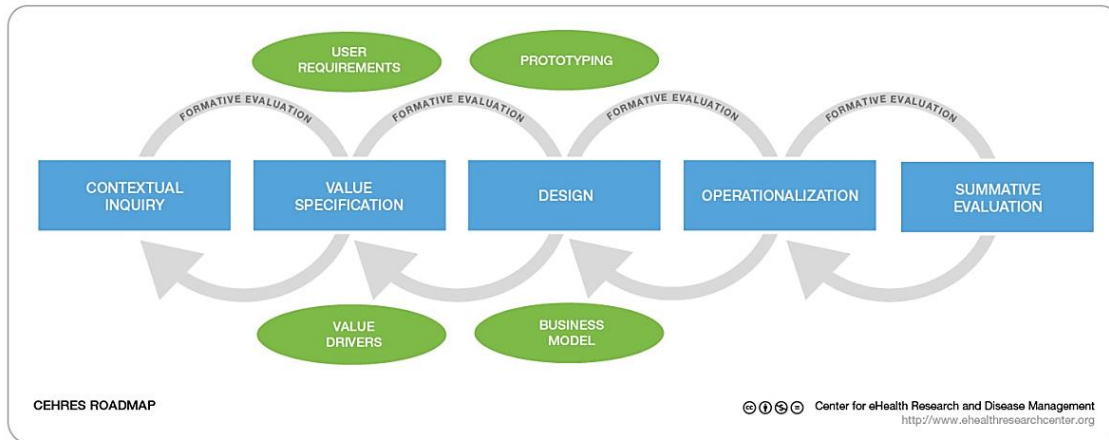 USER
REQUIREMENTS
PROTOTYPING
FORMATIVE EVALUATION
FORMATIVE EVALUATION
FORMATIVE EVALUATION
FORMATIVE EVALUATION
CONTEXTUAL
INQUIRY
VALUE
SPECIFICATION
DESIGN
OPERATIONALIZATION
SUMMATIVE
EVALUATION
VALUE
DRIVERS
BUSINESS
MODEL
CEHRES ROADMAP
Center for eHealth Research and Disease Management
http://www.ehealthresearchcenter.org